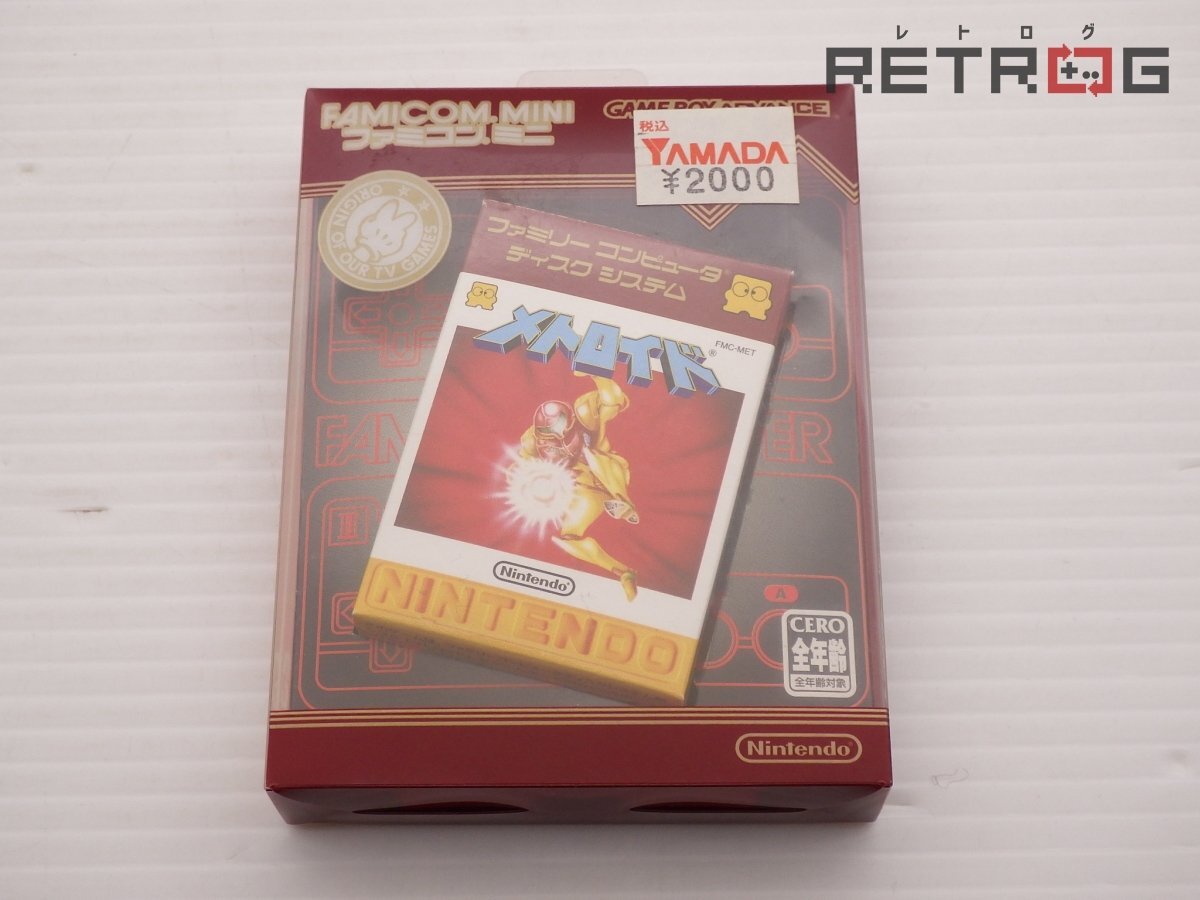 レトログ
RETROG
FAMICOM MINI
ファミコンミニ
GAME BOY ADVANCE
税込
YAMADA
¥2000
ORIGIN OF OUR TV GAMES
ファミリー コンピュータ
ディスク システム
メトロイド®
FMC-MET
FAM
ER
II
Nintendo®
NINTENDO
A
CERO
全年齢
全年齢対象
Nintendo